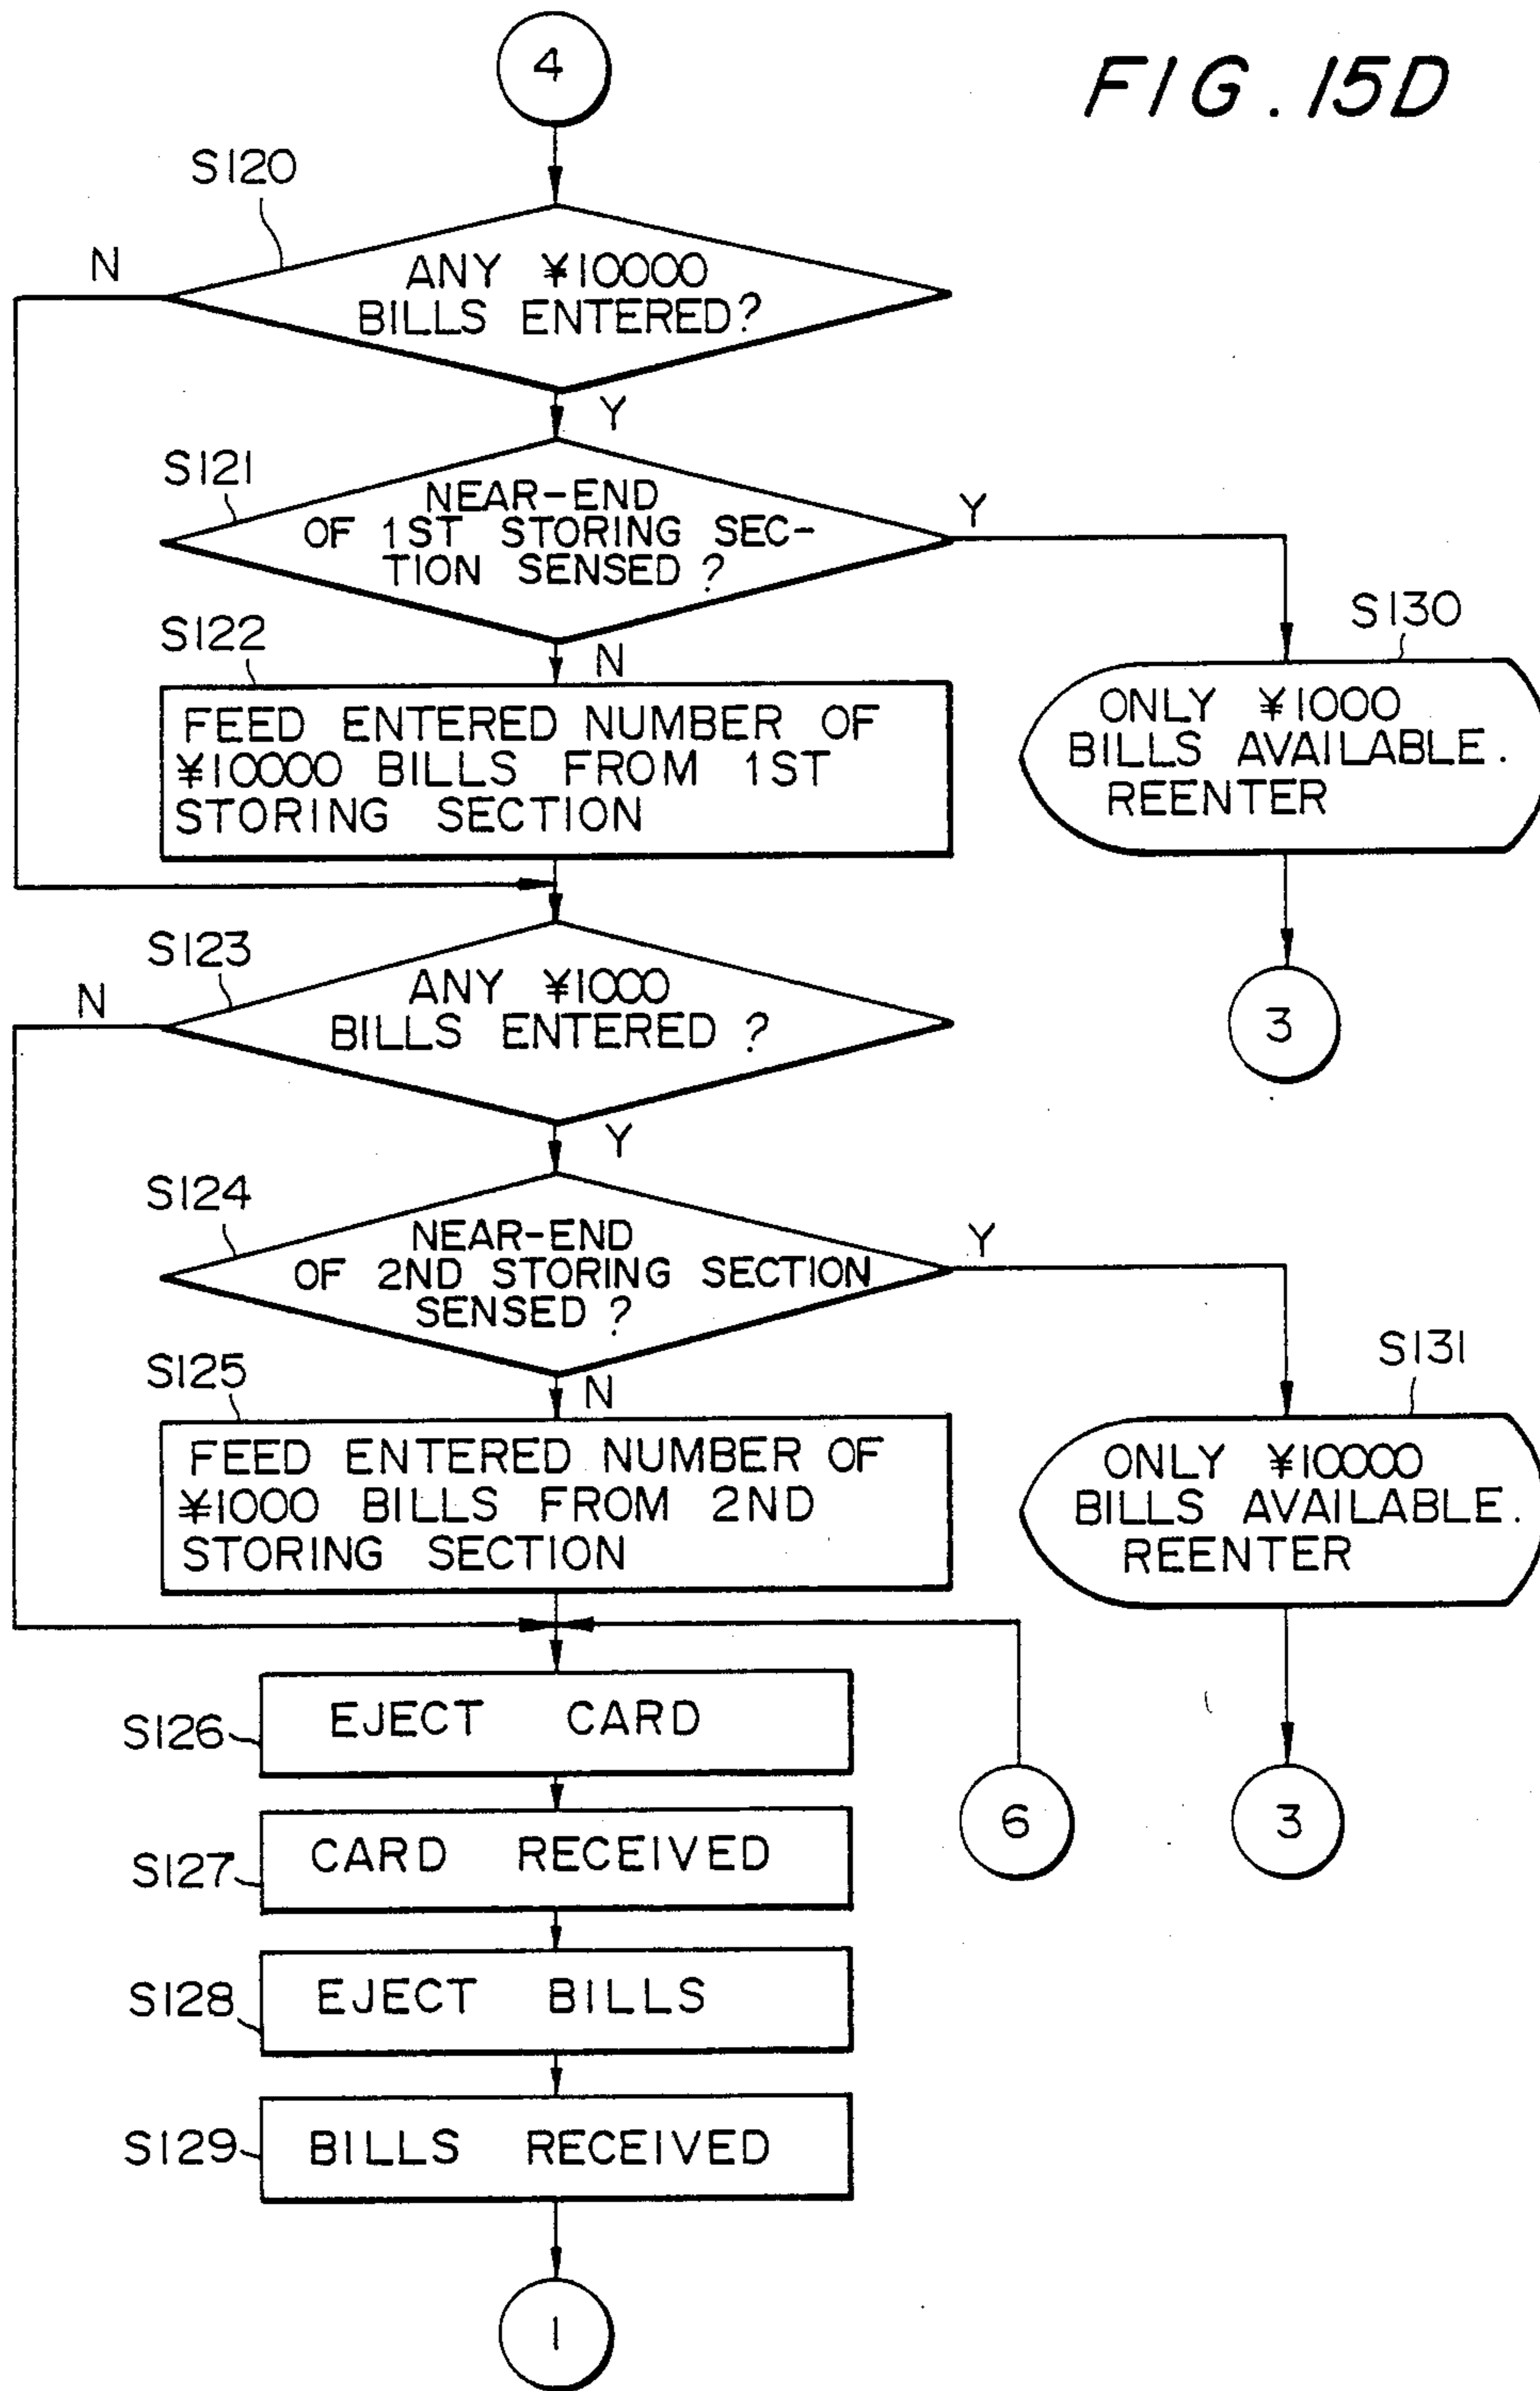 FIG. 15D
4
S120
N
ANY ¥10000
BILLS ENTERED?
Y
S121
NEAR-END
OF 1ST STORING SEC-
TION SENSED ?
Y
S122
N
FEED ENTERED NUMBER OF
¥10000 BILLS FROM 1ST
STORING SECTION
S130
ONLY ¥1000
BILLS AVAILABLE.
REENTER
3
S123
N
ANY ¥1000
BILLS ENTERED ?
Y
S124
NEAR-END
OF 2ND STORING SECTION
SENSED ?
Y
S125
N
FEED ENTERED NUMBER OF
¥1000 BILLS FROM 2ND
STORING SECTION
S131
ONLY ¥10000
BILLS AVAILABLE.
REENTER
3
6
S126
EJECT CARD
S127
CARD RECEIVED
S128
EJECT BILLS
S129
BILLS RECEIVED
1